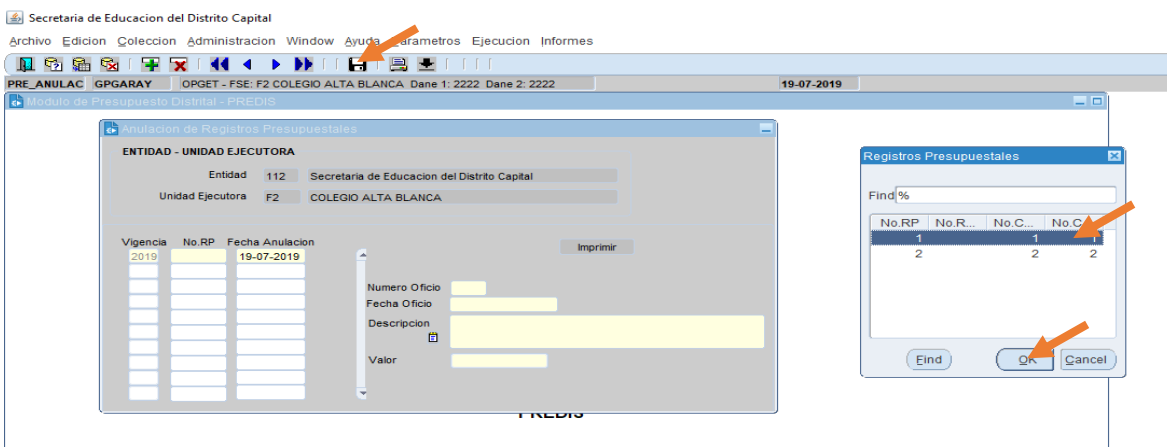 Secretaria de Educacion del Distrito Capital
Archivo Edicion Coleccion Administracion Window Ayuda Parametros Ejecucion Informes
PRE_ANULAC GPGARAY OPGET - FSE: F2 COLEGIO ALTA BLANCA Dane 1: 2222 Dane 2: 2222 19-07-2019
Modulo de Presupuesto Distrital - PREDIS
Anulacion de Registros Presupuestales
ENTIDAD - UNIDAD EJECUTORA
Entidad 112 Secretaria de Educacion del Distrito Capital
Unidad Ejecutora F2 COLEGIO ALTA BLANCA
Vigencia No.RP Fecha Anulacion
Imprimir
2019 19-07-2019
Numero Oficio
Fecha Oficio
Descripcion
Valor
PREDIS
Registros Presupuestales
Find %
No.RP No.R... No.C... No.C...
1 1 1
2 2 2
Find OK Cancel